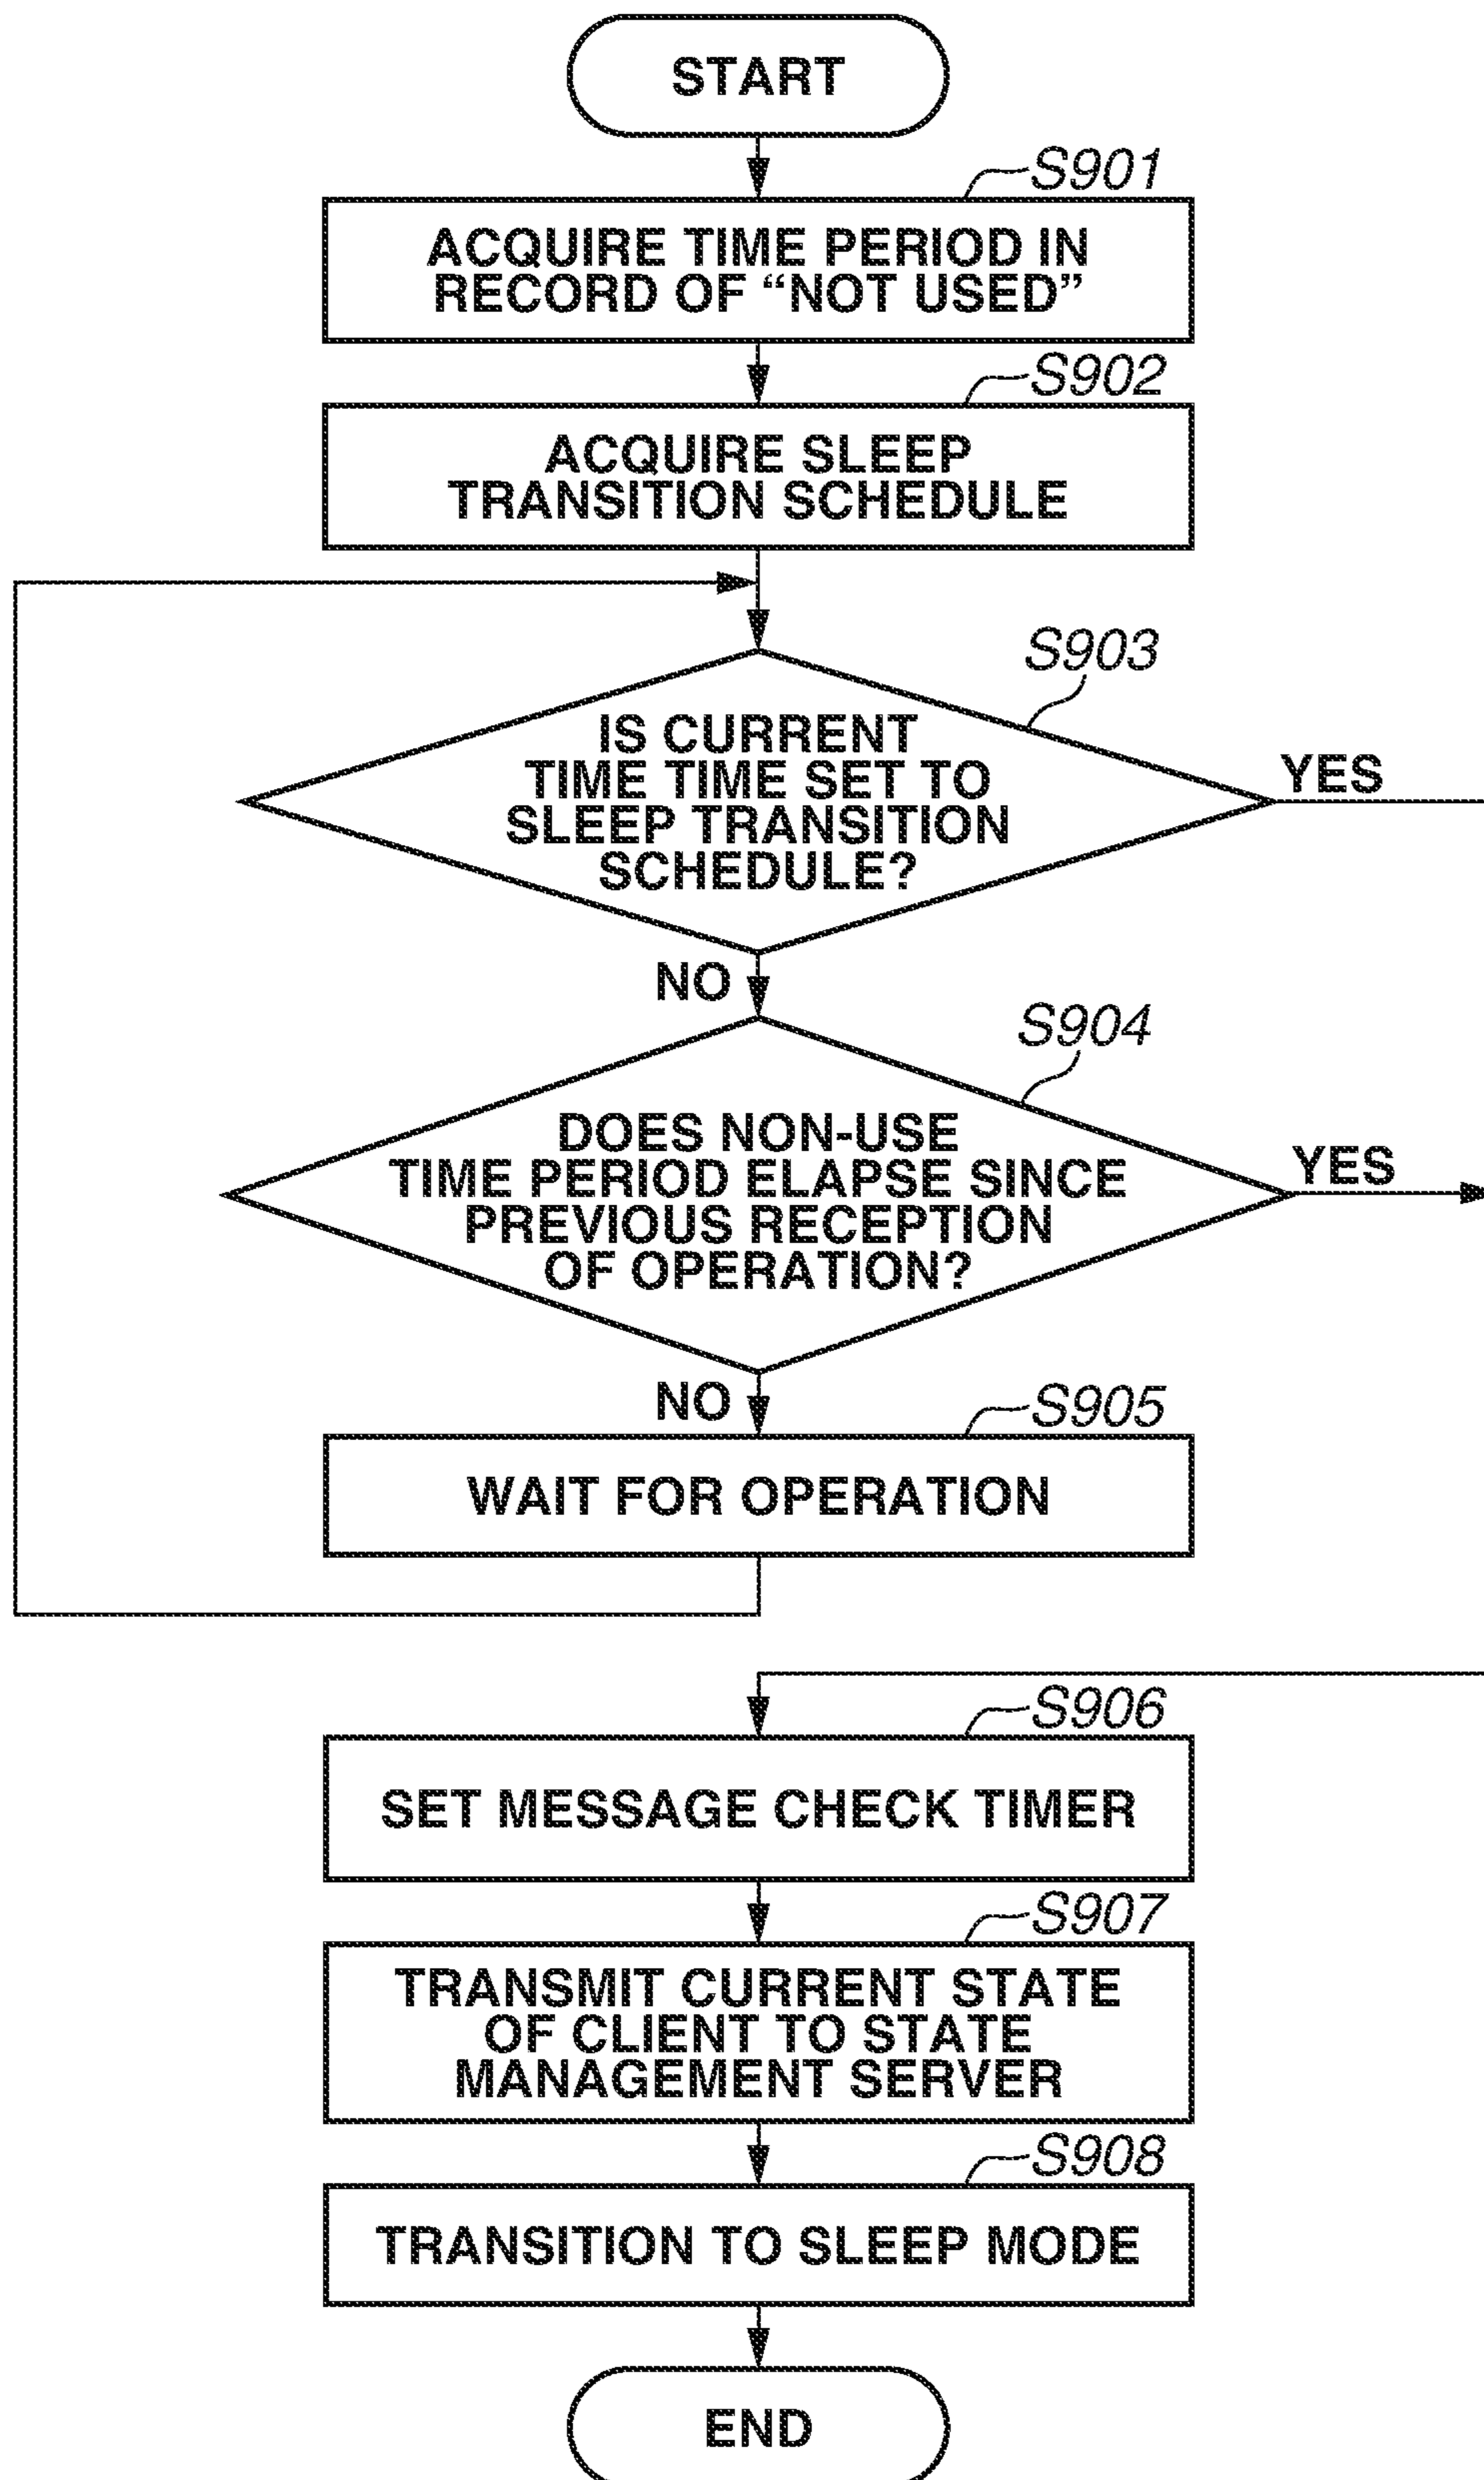 START
S901
ACQUIRE TIME PERIOD IN
RECORD OF “NOT USED”
S902
ACQUIRE SLEEP
TRANSITION SCHEDULE
S903
IS CURRENT
TIME TIME SET TO
SLEEP TRANSITION
SCHEDULE?
YES
NO
S904
DOES NON-USE
TIME PERIOD ELAPSE SINCE
PREVIOUS RECEPTION
OF OPERATION?
YES
NO
S905
WAIT FOR OPERATION
S906
SET MESSAGE CHECK TIMER
S907
TRANSMIT CURRENT STATE
OF CLIENT TO STATE
MANAGEMENT SERVER
S908
TRANSITION TO SLEEP MODE
END